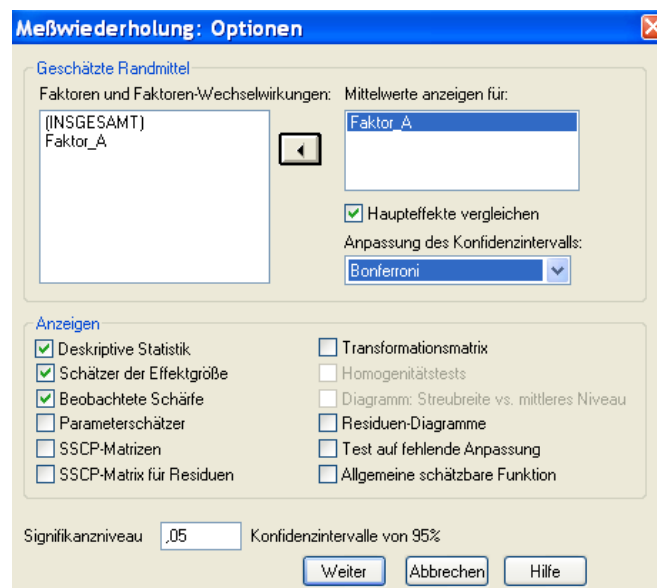 Meßwiederholung: Optionen
Geschätzte Randmittel
Faktoren und Faktoren-Wechselwirkungen:
(INSGESAMT)
Faktor_A
Mittelwerte anzeigen für:
Faktor_A
Haupteffekte vergleichen
Anpassung des Konfidenzintervalls:
Bonferroni
Anzeigen
Deskriptive Statistik
Schätzer der Effektgröße
Beobachtete Schärfe
Parameterschätzer
SSCP-Matrizen
SSCP-Matrix für Residuen
Transformationsmatrix
Homogenitätstests
Diagramm: Streubreite vs. mittleres Niveau
Residuen-Diagramme
Test auf fehlende Anpassung
Allgemeine schätzbare Funktion
Signifikanzniveau ,05 Konfidenzintervalle von 95%
Weiter Abbrechen Hilfe